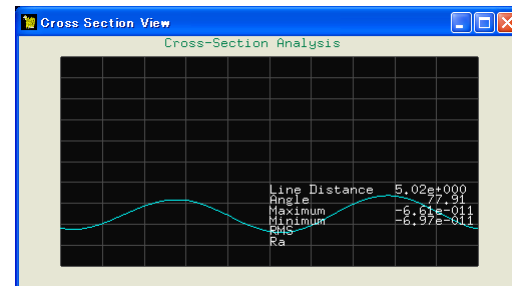 Cross Section View
Cross-Section Analysis
Line Distance 5.02e+000
Angle 77.91
Maximum -6.61e-011
Minimum -6.97e-011
RMS
Ra